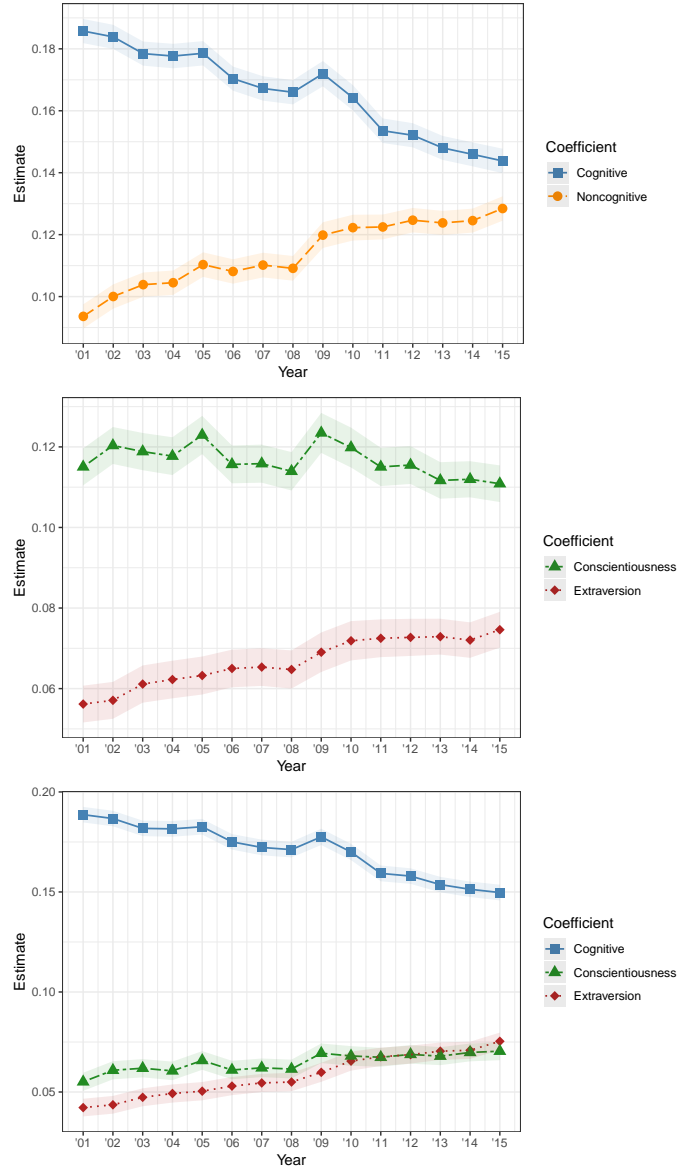 0.18
0.16
0.14
0.12
0.10
Estimate
'01 '02 '03 '04 '05 '06 '07 '08 '09 '10 '11 '12 '13 '14 '15
Year
Coefficient
Cognitive
Noncognitive
0.12
0.10
0.08
0.06
Estimate
'01 '02 '03 '04 '05 '06 '07 '08 '09 '10 '11 '12 '13 '14 '15
Year
Coefficient
Conscientiousness
Extraversion
0.20
0.15
0.10
0.05
Estimate
'01 '02 '03 '04 '05 '06 '07 '08 '09 '10 '11 '12 '13 '14 '15
Year
Coefficient
Cognitive
Conscientiousness
Extraversion